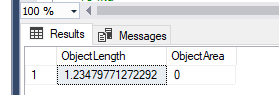 100 %
Results Messages
ObjectLength ObjectArea
1 1.23479771272292 0